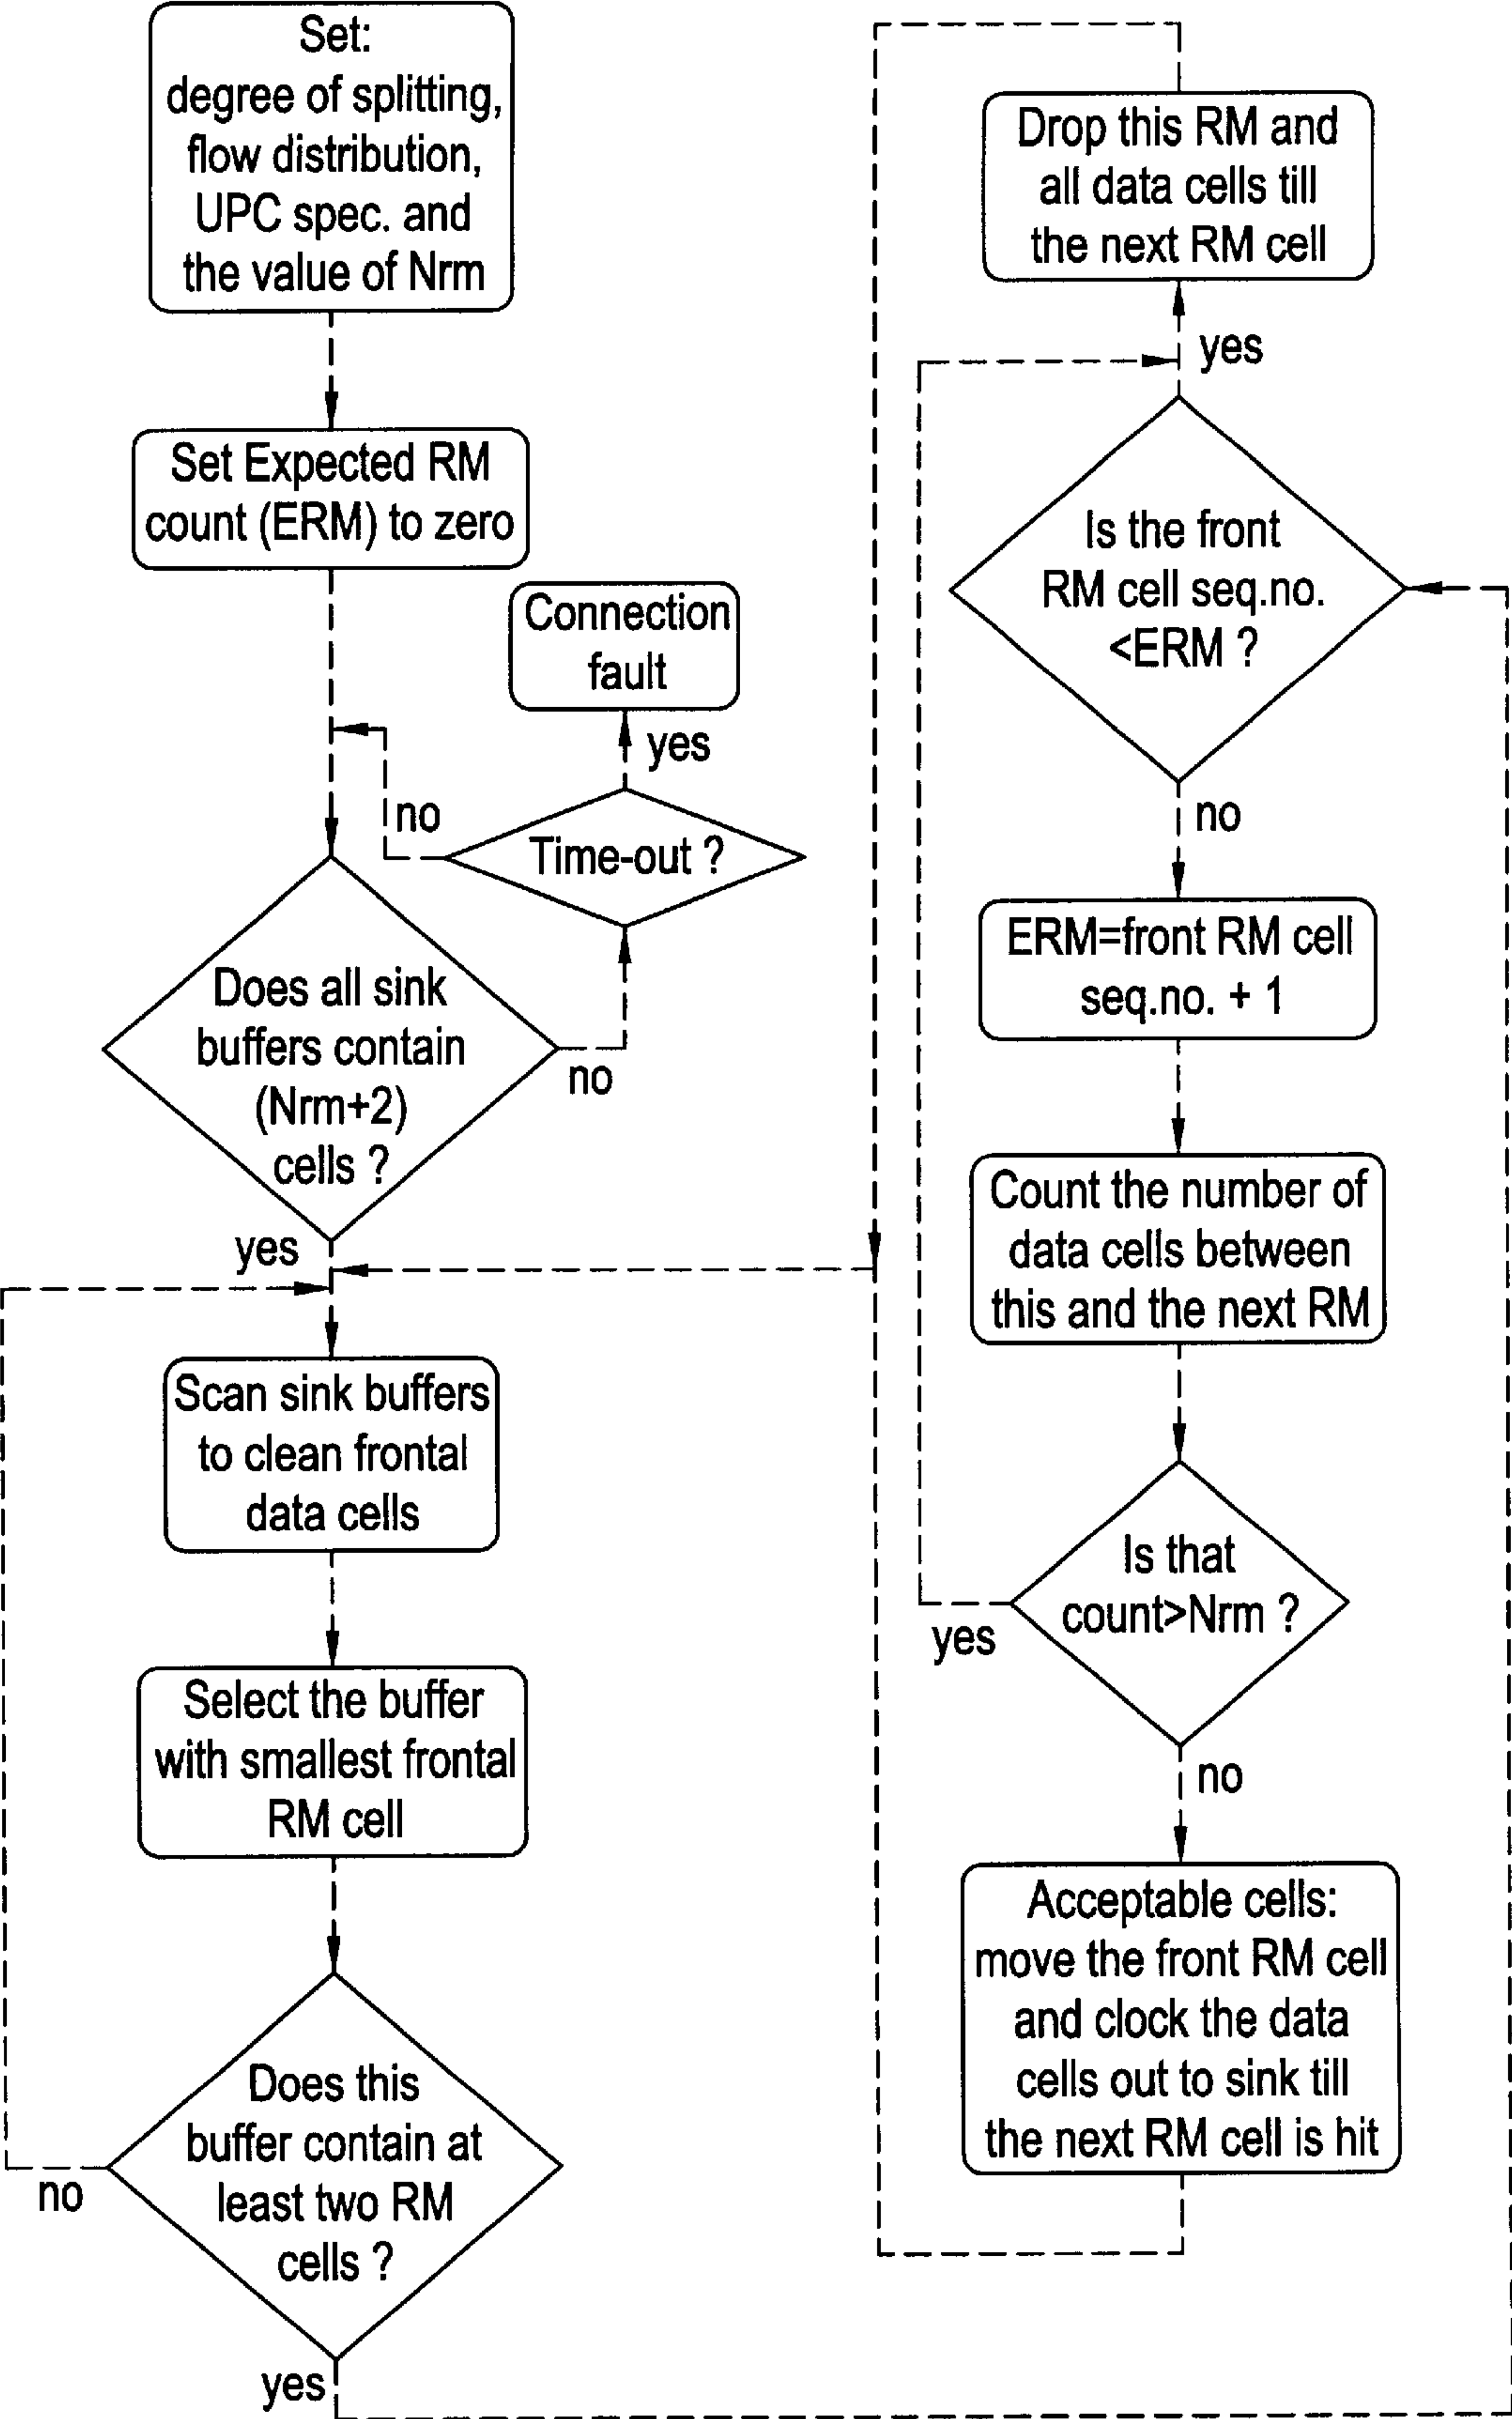 Set:
degree of splitting,
flow distribution,
UPC spec. and
the value of Nrm
Set Expected RM
count (ERM) to zero
Connection
fault
yes
no
Time-out ?
Does all sink
buffers contain
(Nrm+2)
cells ?
no
yes
Scan sink buffers
to clean frontal
data cells
Select the buffer
with smallest frontal
RM cell
Does this
buffer contain at
least two RM
cells ?
no
yes
Drop this RM and
all data cells till
the next RM cell
yes
Is the front
RM cell seq.no.
<ERM ?
no
ERM=front RM cell
seq.no. + 1
Count the number of
data cells between
this and the next RM
Is that
count>Nrm ?
yes
no
Acceptable cells:
move the front RM cell
and clock the data
cells out to sink till
the next RM cell is hit